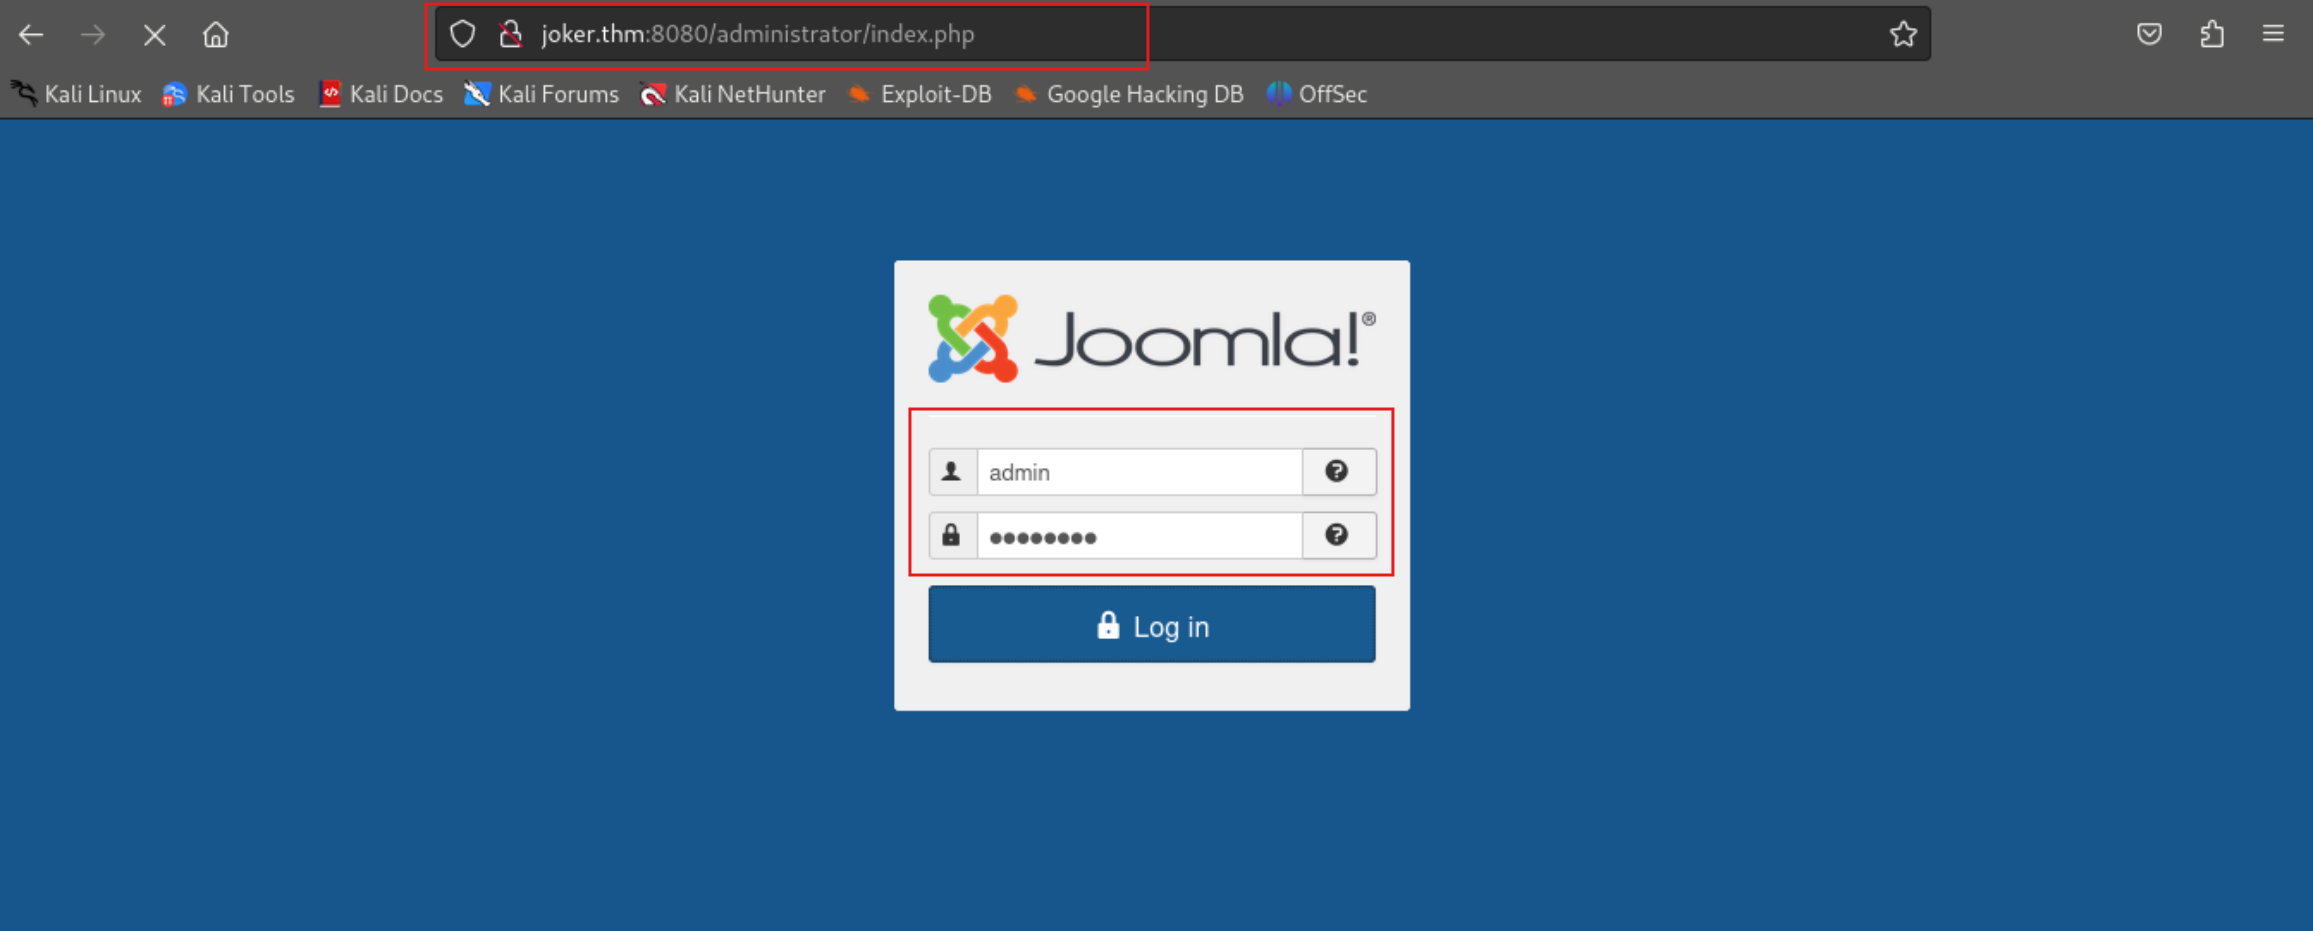 joker.thm:8080/administrator/index.php
Kali Linux Kali Tools Kali Docs Kali Forums Kali NetHunter Exploit-DB Google Hacking DB OffSec
Joomla!®
admin
••••••••
Log in